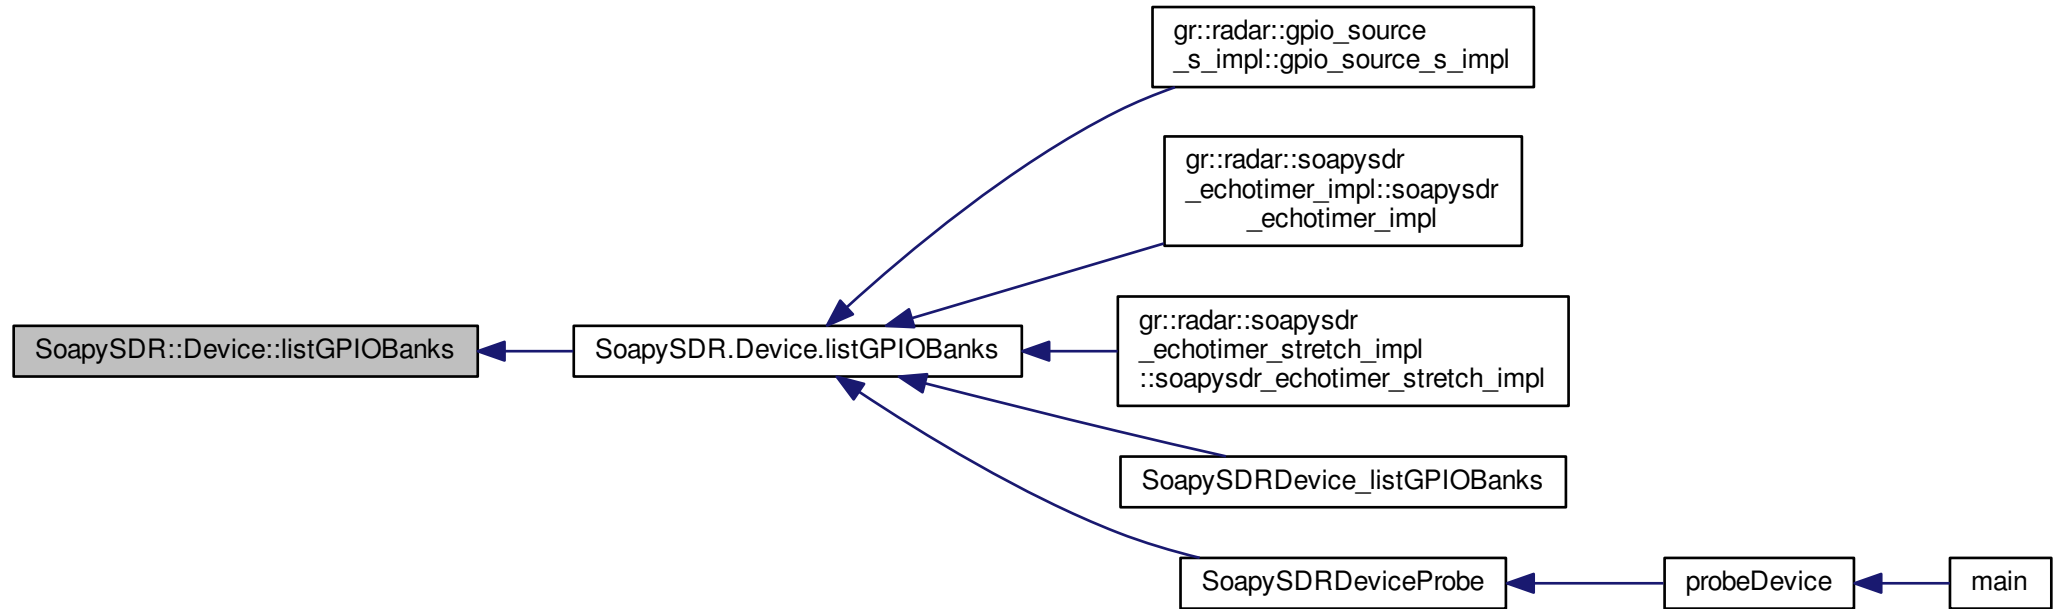 gr::radar::gpio_source
_s_impl::gpio_source_s_impl
gr::radar::soapysdr
_echotimer_impl::soapysdr
_echotimer_impl
gr::radar::soapysdr
_echotimer_stretch_impl
::soapysdr_echotimer_stretch_impl
SoapySDR::Device::listGPIOBanks
SoapySDR.Device.listGPIOBanks
SoapySDRDevice_listGPIOBanks
SoapySDRDeviceProbe
probeDevice
main